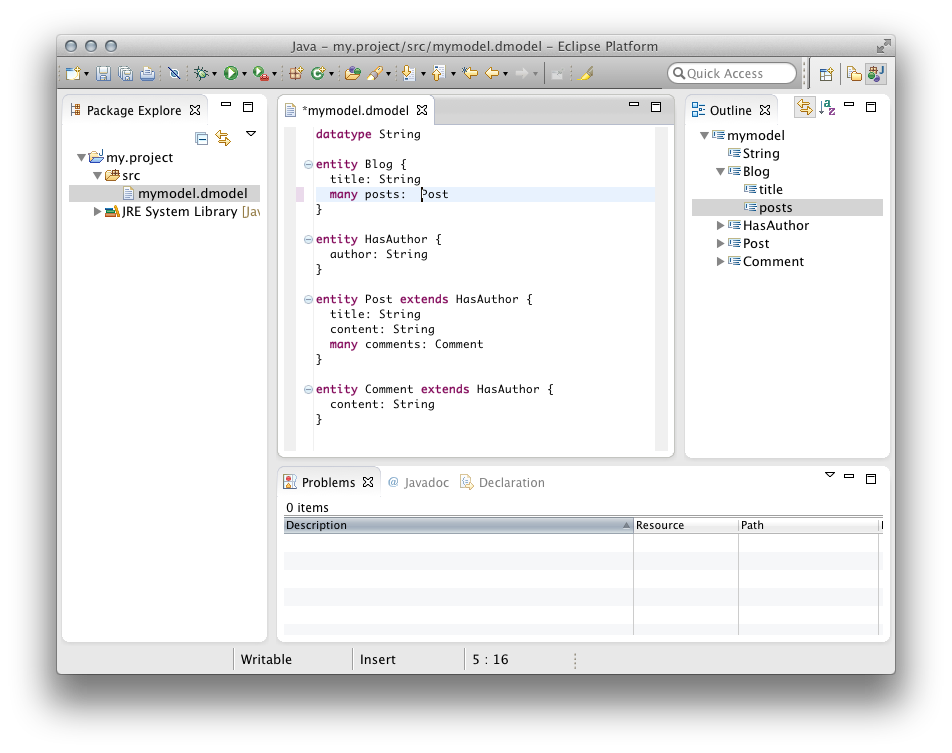 Java – my.project/src/mymodel.dmodel – Eclipse Platform
Quick Access
Package Explore
my.project
src
mymodel.dmodel
JRE System Library [Jav
*mymodel.dmodel
datatype String
entity Blog {
title: String
many posts:  Post
}
entity HasAuthor {
author: String
}
entity Post extends HasAuthor {
title: String
content: String
many comments: Comment
}
entity Comment extends HasAuthor {
content: String
}
Outline
mymodel
String
Blog
title
posts
HasAuthor
Post
Comment
Problems @ Javadoc Declaration
0 items
Description Resource Path
Writable Insert 5 : 16